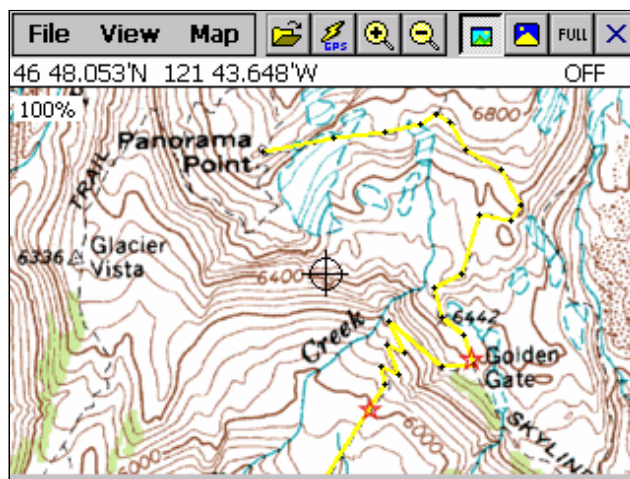 File View Map GPS FULL
46 48.053'N 121 43.648'W OFF
100%
6800
Panorama
Point
TRAIL
Glacier
Vista
6336
6400
6442
Creek
Golden
Gate
SKYLINE
6000
6000